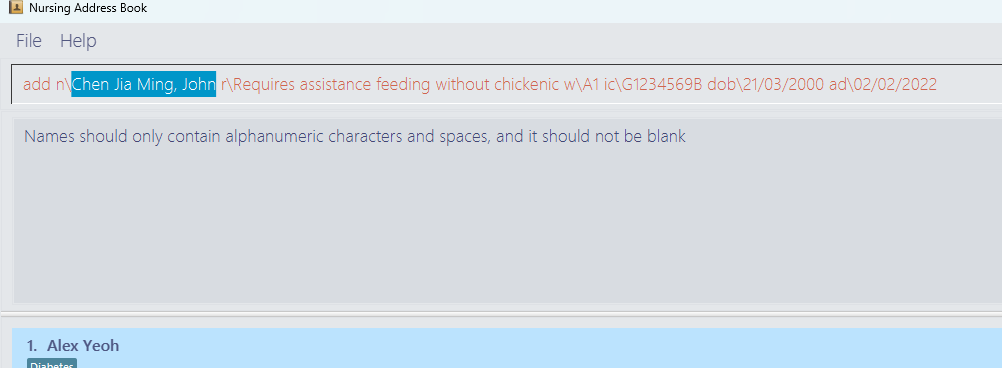 Nursing Address Book
File Help
add n\Chen Jia Ming, John r\Requires assistance feeding without chickenic w\A1 ic\G1234569B dob\21/03/2000 ad\02/02/2022
Names should only contain alphanumeric characters and spaces, and it should not be blank
1. Alex Yeoh
Diabetes